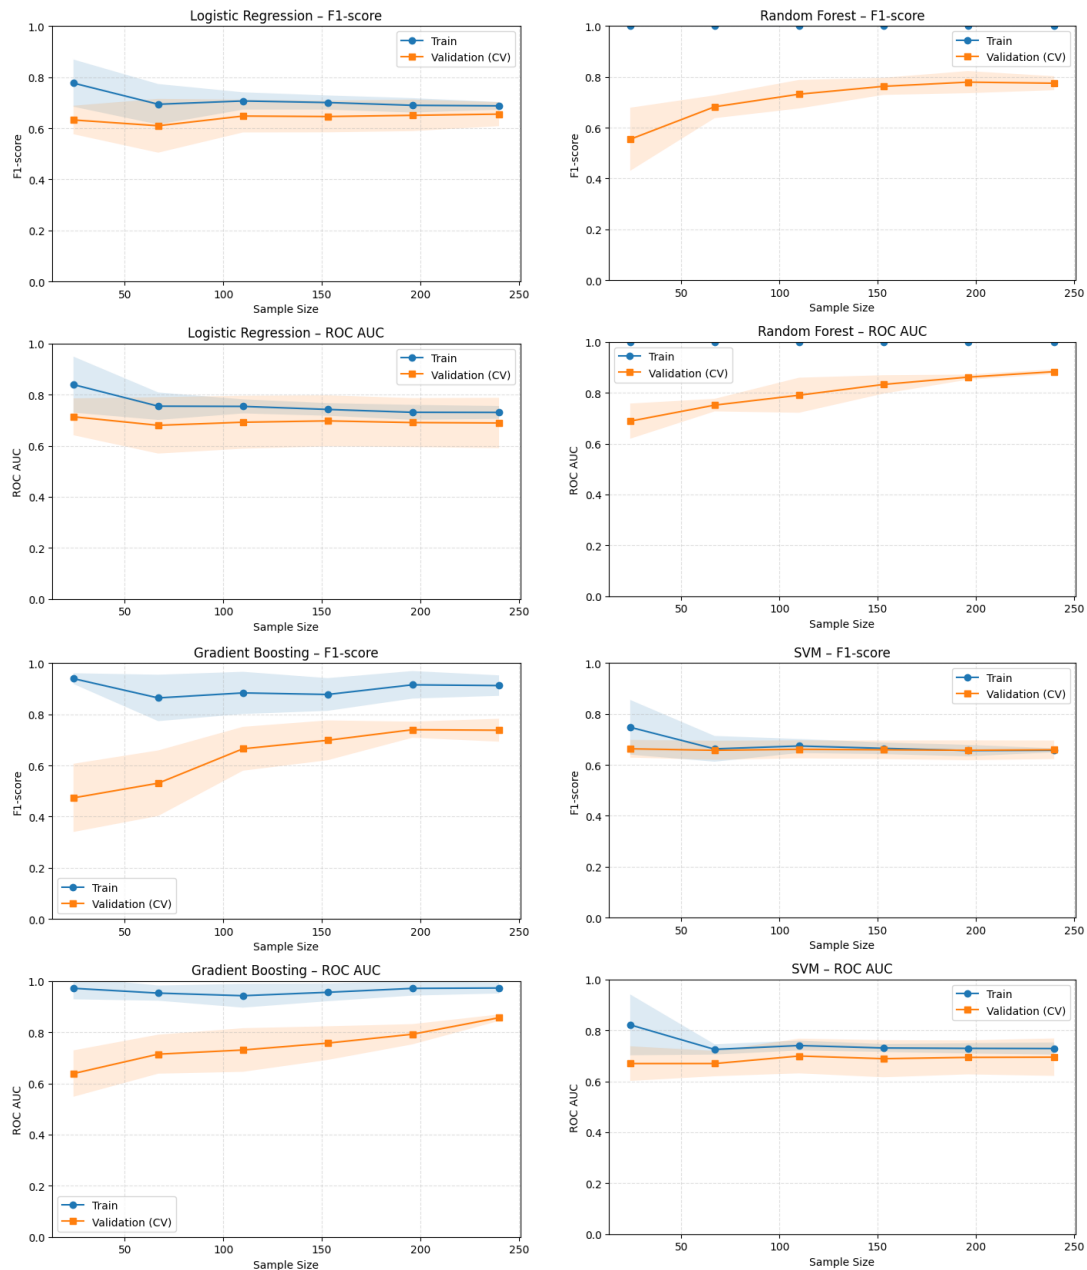 Logistic Regression – F1-score
1.0
0.8
0.6
0.4
0.2
0.0
F1-score
Train
Validation (CV)
50
100
150
200
250
Sample Size
Random Forest – F1-score
1.0
0.8
0.6
0.4
0.2
0.0
F1-score
Train
Validation (CV)
50
100
150
200
250
Sample Size
Logistic Regression – ROC AUC
1.0
0.8
0.6
0.4
0.2
0.0
ROC AUC
Train
Validation (CV)
50
100
150
200
250
Sample Size
Random Forest – ROC AUC
1.0
0.8
0.6
0.4
0.2
0.0
ROC AUC
Train
Validation (CV)
50
100
150
200
250
Sample Size
Gradient Boosting – F1-score
1.0
0.8
0.6
0.4
0.2
0.0
F1-score
Train
Validation (CV)
50
100
150
200
250
Sample Size
SVM – F1-score
1.0
0.8
0.6
0.4
0.2
0.0
F1-score
Train
Validation (CV)
50
100
150
200
250
Sample Size
Gradient Boosting – ROC AUC
1.0
0.8
0.6
0.4
0.2
0.0
ROC AUC
Train
Validation (CV)
50
100
150
200
250
Sample Size
SVM – ROC AUC
1.0
0.8
0.6
0.4
0.2
0.0
ROC AUC
Train
Validation (CV)
50
100
150
200
250
Sample Size